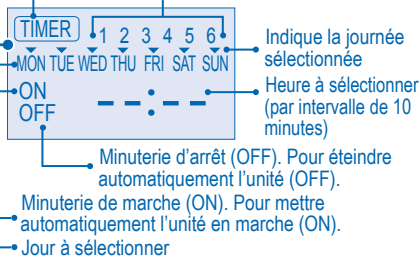 TIMER
1 2 3 4 5 6
MON TUE WED THU FRI SAT SUN
ON
OFF
--:--
Indique la journée
sélectionnée
Heure à sélectionner
(par intervalle de 10
minutes)
Minuterie d'arrêt (OFF). Pour éteindre
automatiquement l'unité (OFF).
Minuterie de marche (ON). Pour mettre
automatiquement l'unité en marche (ON).
Jour à sélectionner